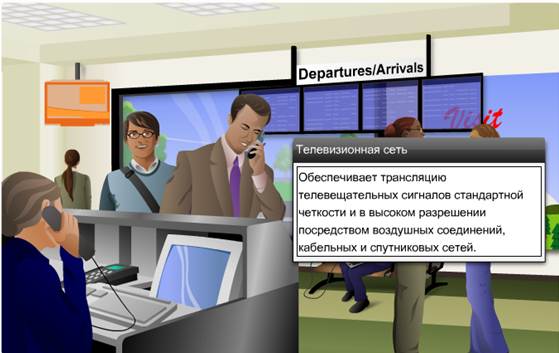 Departures/Arrivals
Visit
Телевизионная сеть
Обеспечивает трансляцию
телевещательных сигналов стандартной
четкости и в высоком разрешении
посредством воздушных соединений,
кабельных и спутниковых сетей.